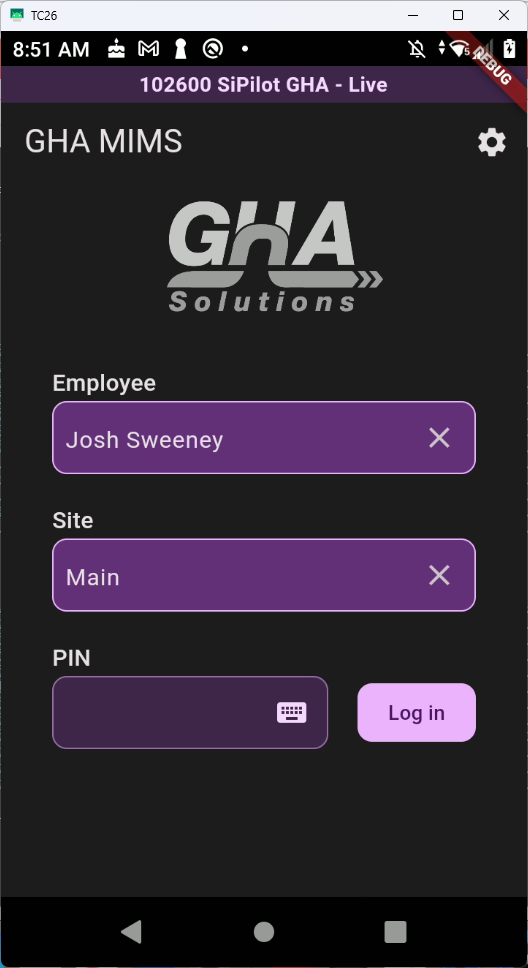 TC26
8:51 AM
DEBUG
102600 SiPilot GHA - Live
GHA MIMS
GHA
Solutions
Employee
Josh Sweeney
Site
Main
PIN
Log in